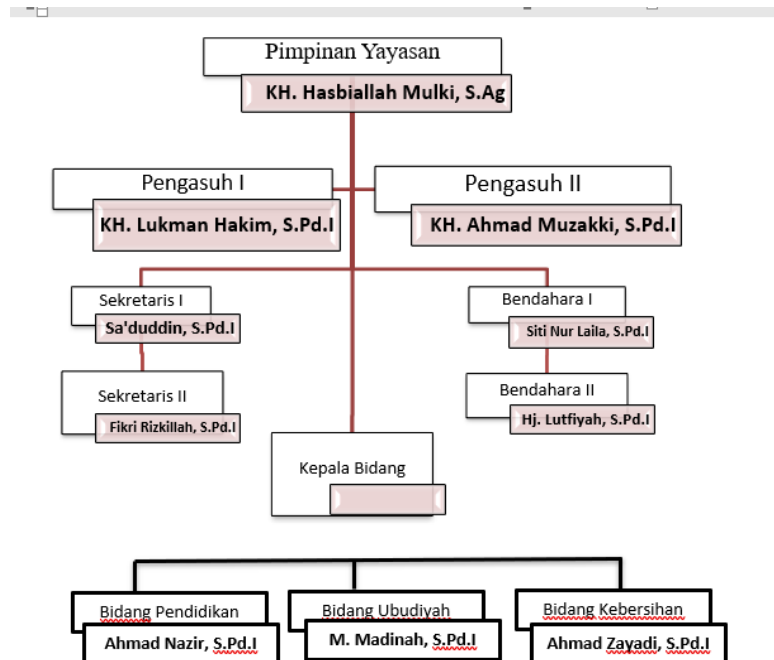 Pimpinan Yayasan
KH. Hasbiallah Mulki, S.Ag
Pengasuh I
KH. Lukman Hakim, S.Pd.I
Pengasuh II
KH. Ahmad Muzakki, S.Pd.I
Sekretaris I
Sa'duddin, S.Pd.I
Bendahara I
Siti Nur Laila, S.Pd.I
Sekretaris II
Fikri Rizkillah, S.Pd.I
Bendahara II
Hj. Lutfiyah, S.Pd.I
Kepala Bidang
Bidang Pendidikan
Ahmad Nazir, S.Pd.I
Bidang Ubudiyah
M. Madinah, S.Pd.I
Bidang Kebersihan
Ahmad Zayadi, S.Pd.I